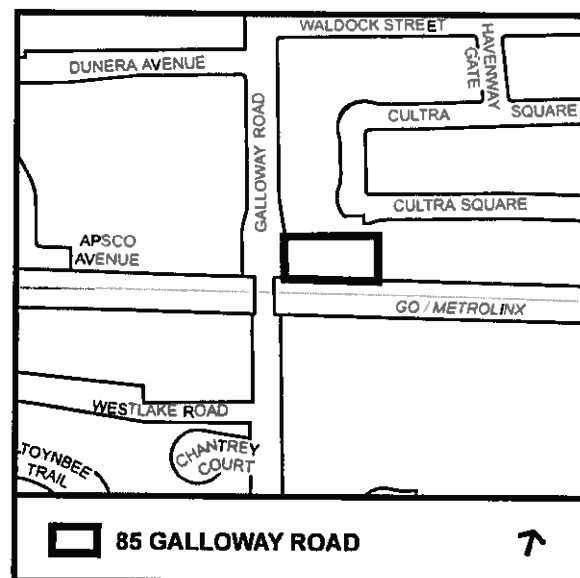 WALDOCK STREET
DUNERA AVENUE
HAVENWAY
GATE
GALLOWAY ROAD
CULTRA SQUARE
CULTRA SQUARE
APSCO
AVENUE
GO / METROLINX
WESTLAKE ROAD
CHANTREY
COURT
TOYNBEE
TRAIL
85 GALLOWAY ROAD